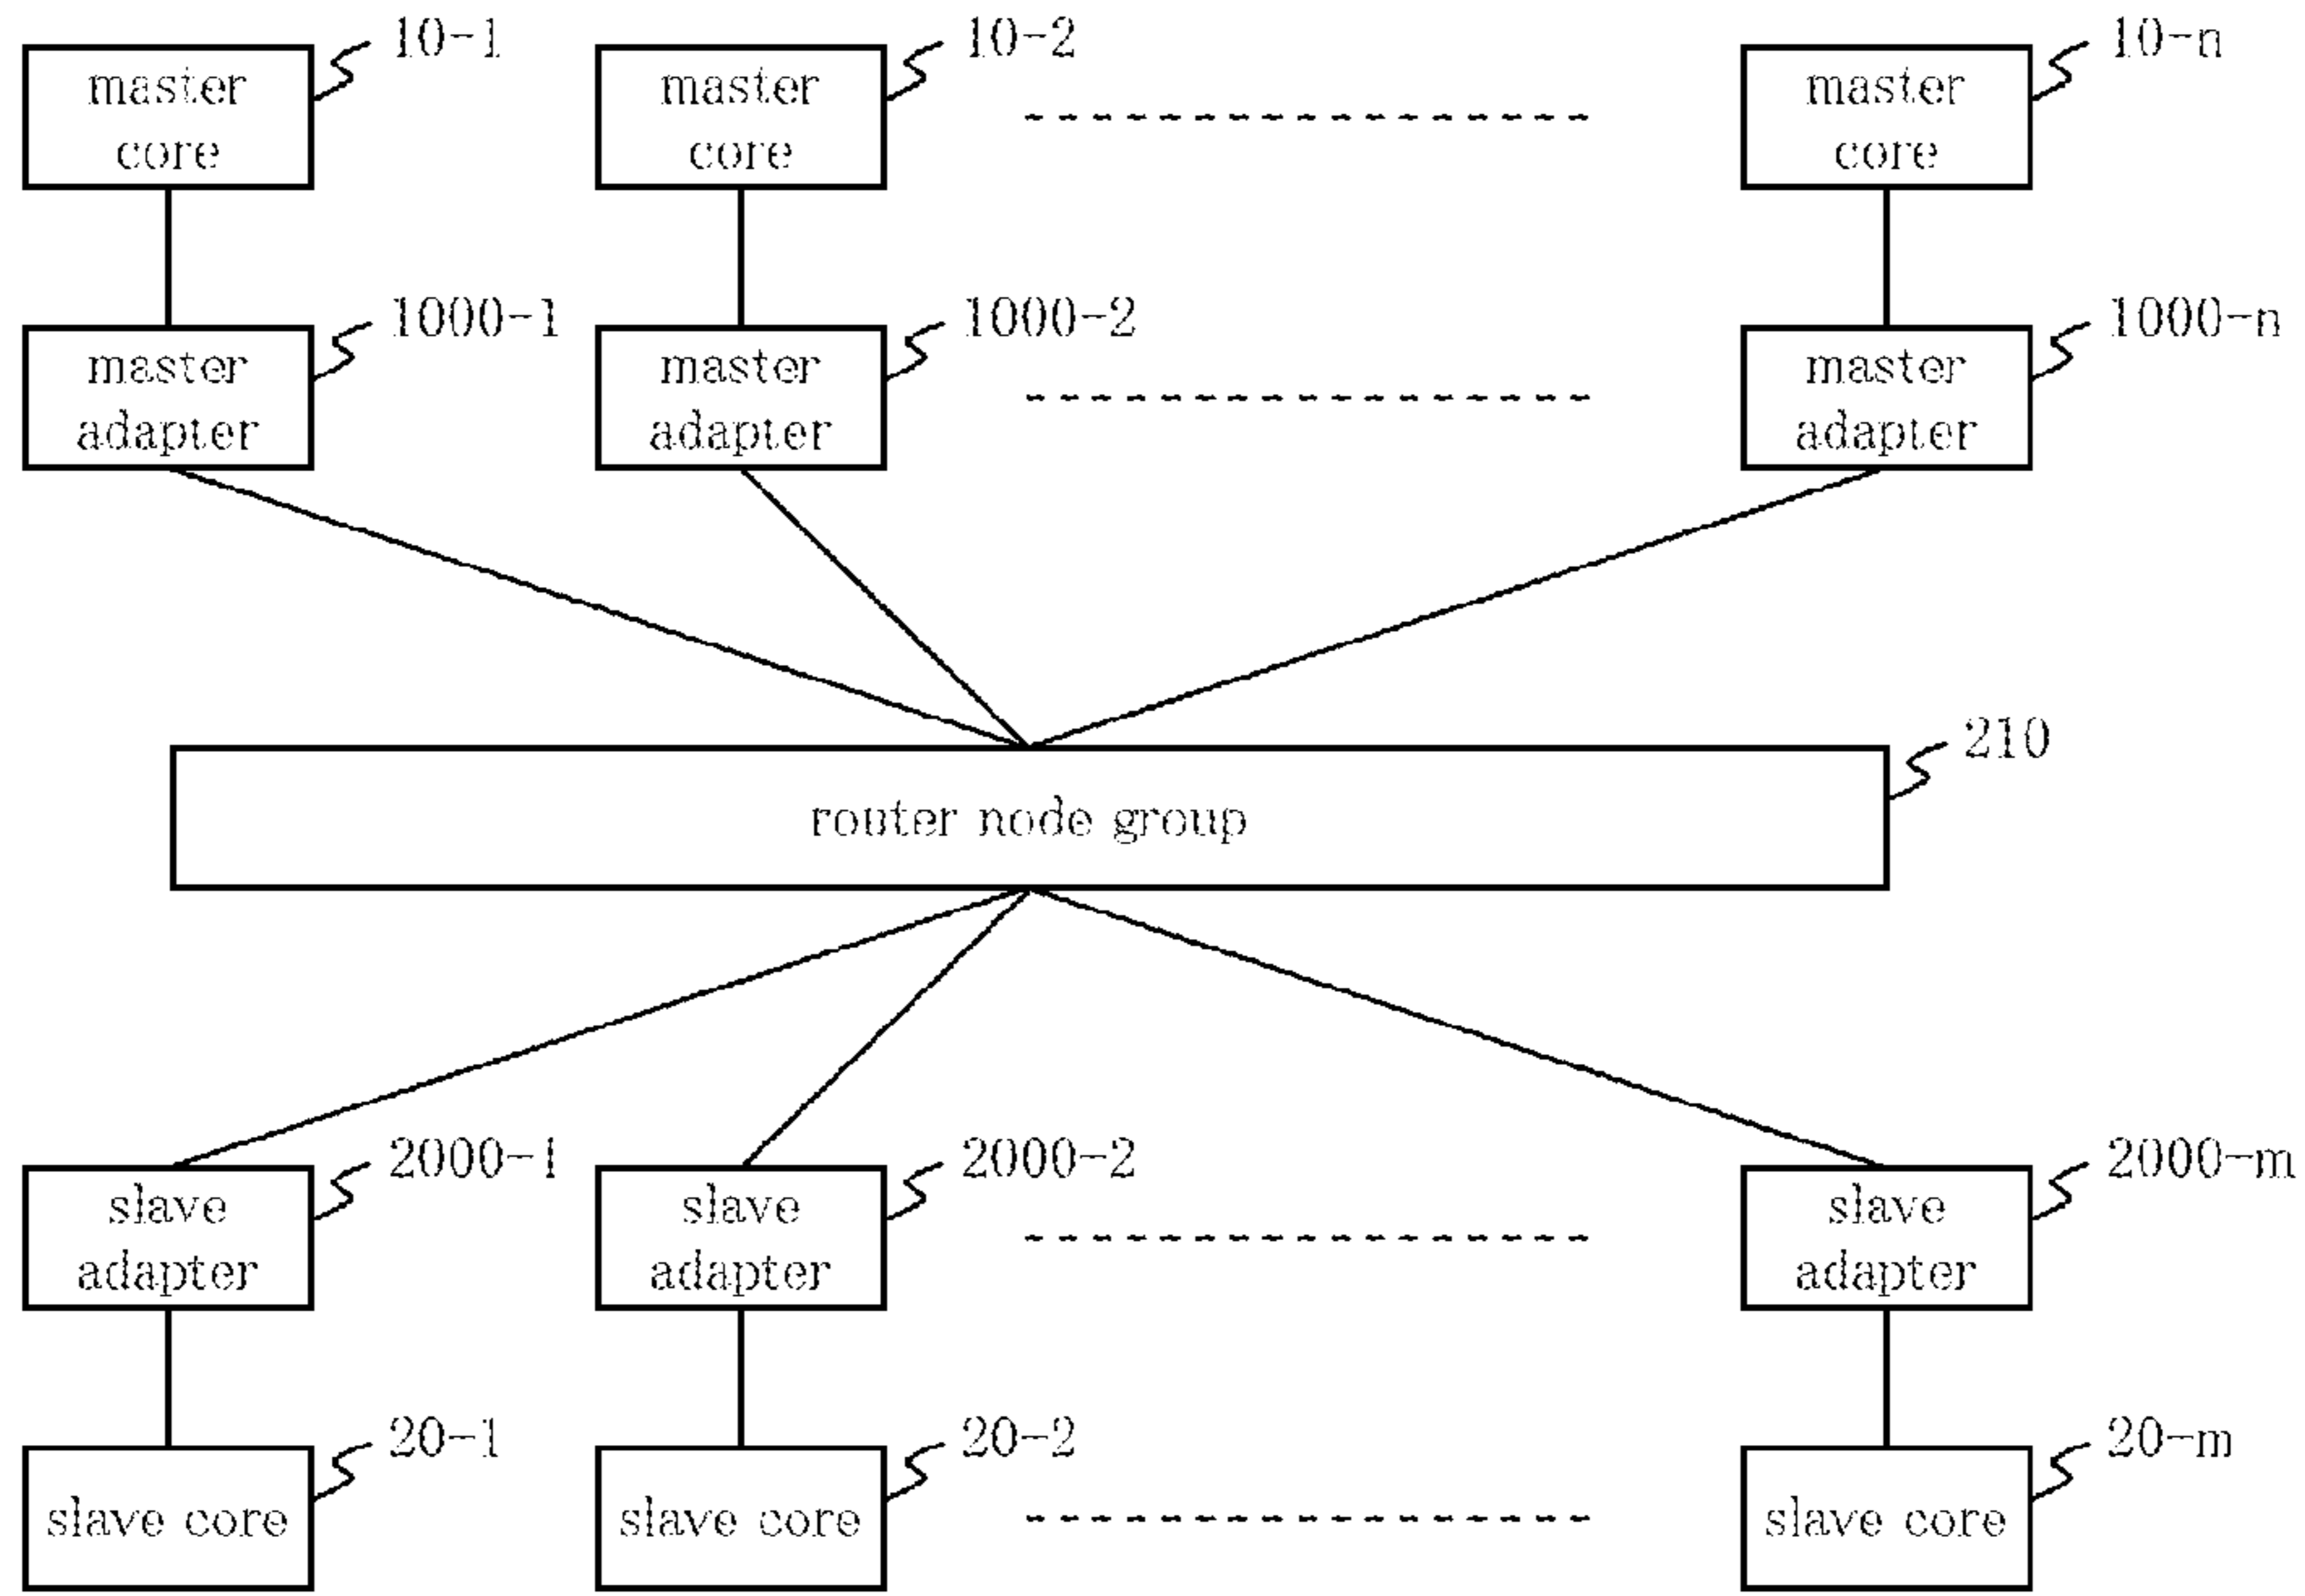 10-1
10-2
10-n
master
core
master
core
master
core
1000-1
1000-2
1000-n
master
adapter
master
adapter
master
adapter
210
router node group
2000-1
2000-2
2000-m
slave
adapter
slave
adapter
slave
adapter
20-1
20-2
20-m
slave core
slave core
slave core